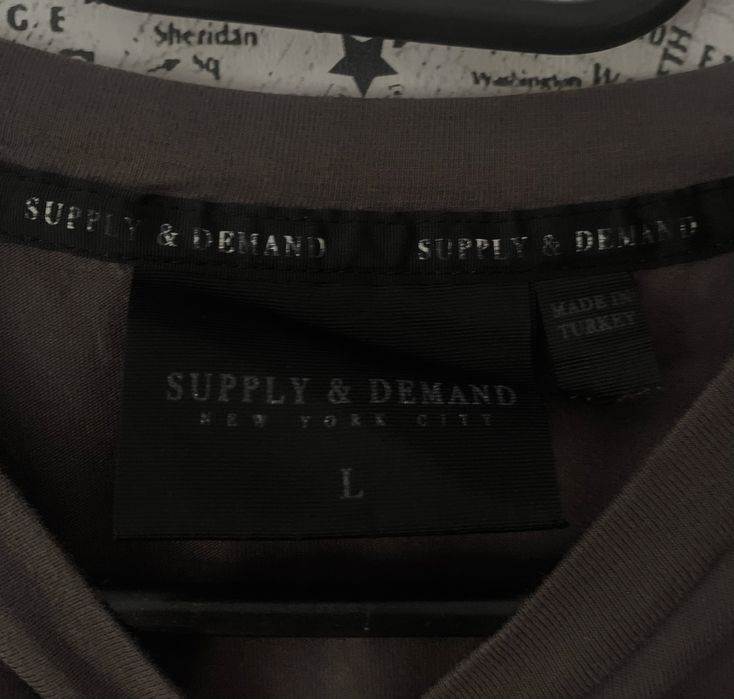 G E
Sheridan
Sq
Washington
SUPPLY & DEMAND SUPPLY & DEMAND
MADE IN
TURKEY
SUPPLY & DEMAND
NEW YORK CITY
L